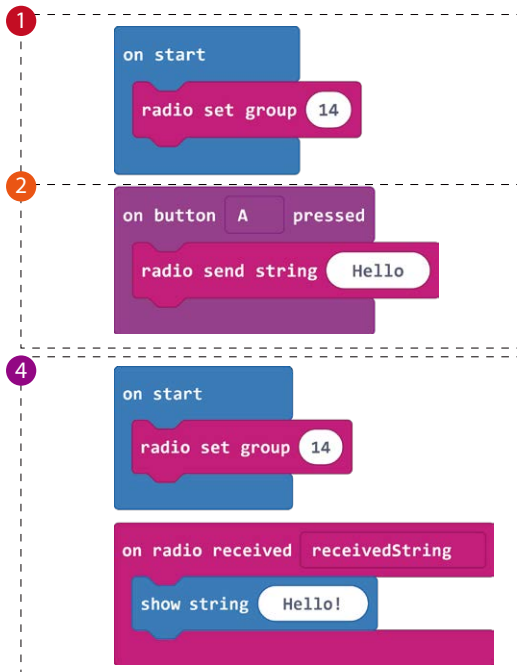 1
on start
radio set group 14
2
on button A pressed
radio send string Hello
4
on start
radio set group 14
on radio received receivedString
show string Hello!